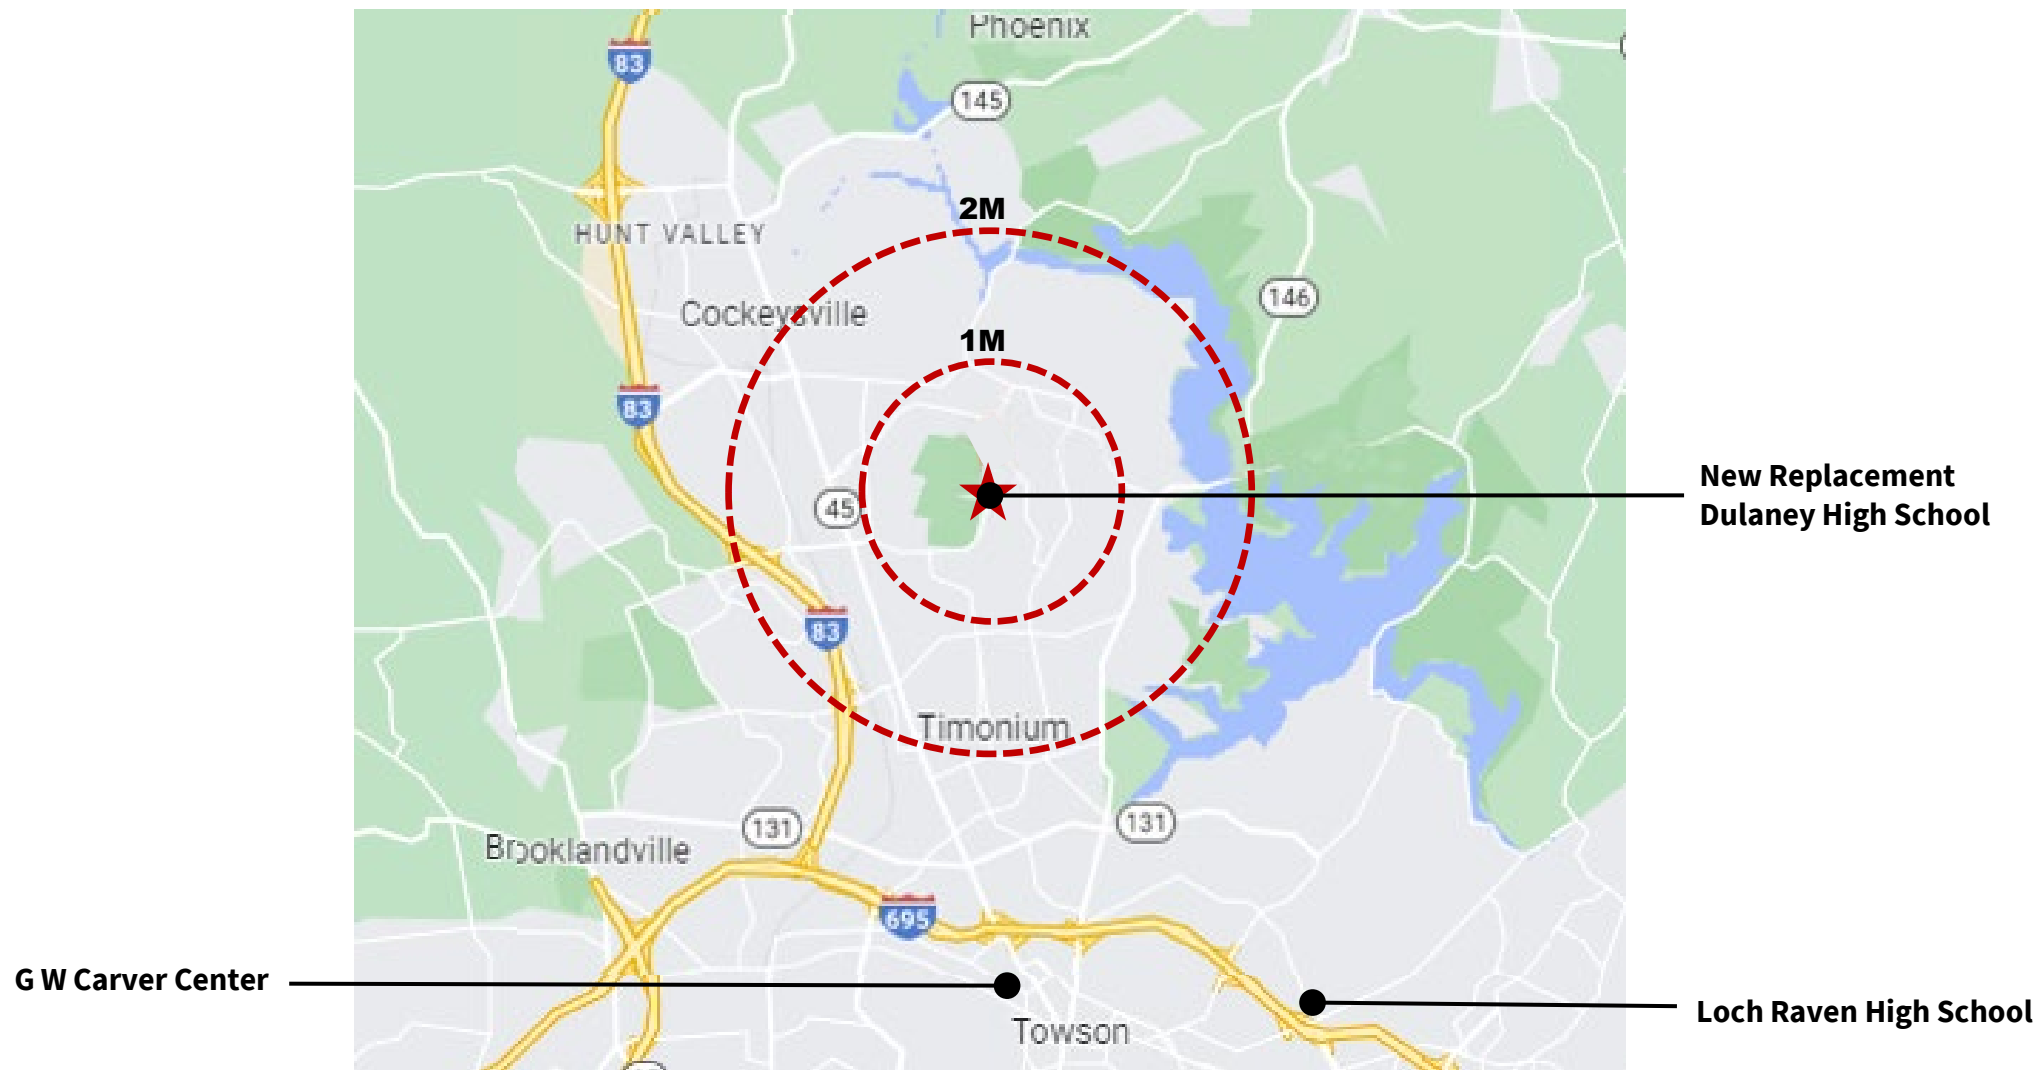 Phoenix
83
145
2M
HUNT VALLEY
146
Cockeysville
1M
83
New Replacement
Dulaney High School
45
83
Timonium
131
131
Brooklandville
695
G W Carver Center
Loch Raven High School
Towson